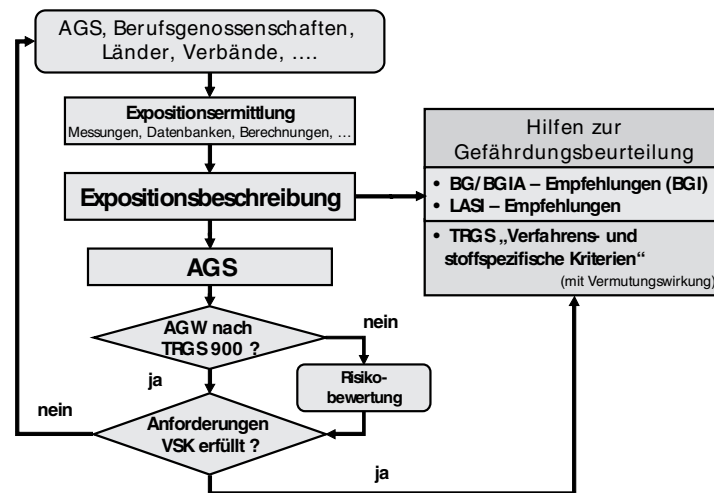 AGS, Berufsgenossenschaften,
Länder, Verbände, ....
Expositionsermittlung
Messungen, Datenbanken, Berechnungen, ...
Expositionsbeschreibung
AGS
AGW nach
TRGS 900 ?
nein
ja
Risiko-
bewertung
nein
Anforderungen
VSK erfüllt ?
ja
Hilfen zur
Gefährdungsbeurteilung
• BG/ BGIA – Empfehlungen (BGI)
• LASI – Empfehlungen
• TRGS „Verfahrens- und
stoffspezifische Kriterien“
(mit Vermutungswirkung)